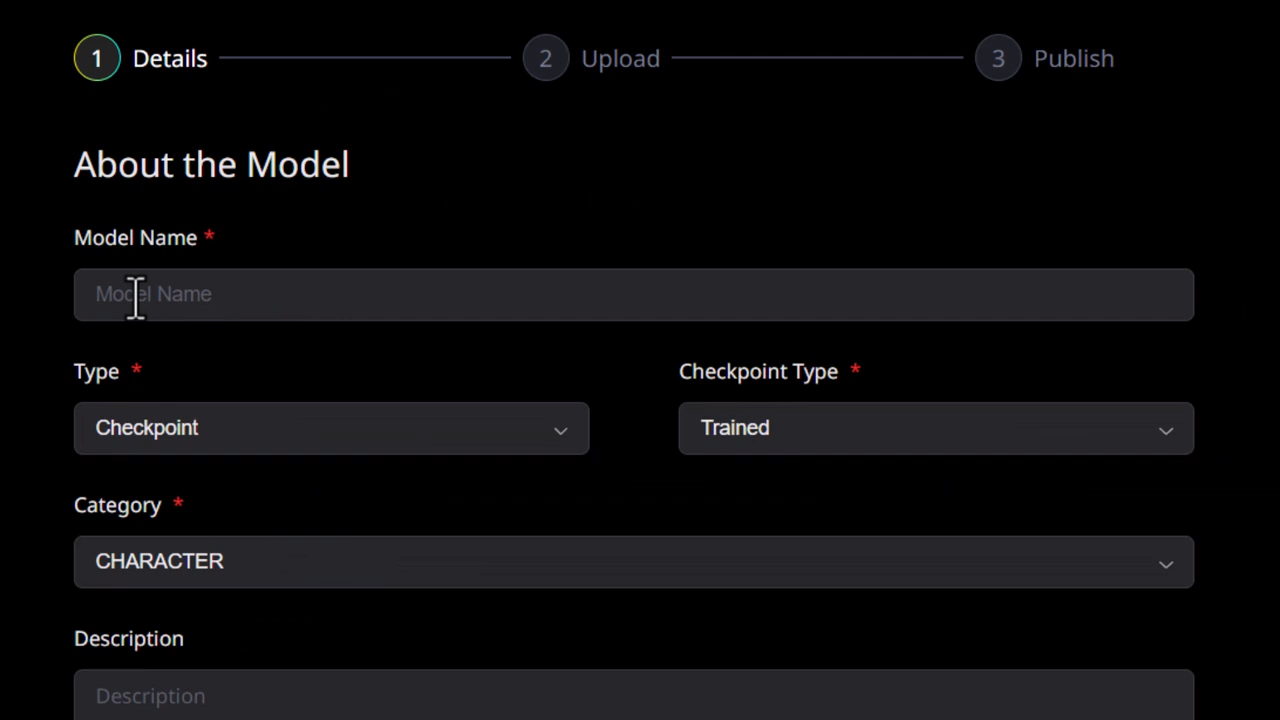 1 Details 2 Upload 3 Publish
About the Model
Model Name *
Model Name
Type * Checkpoint Type *
Checkpoint Trained
Category *
CHARACTER
Description
Description